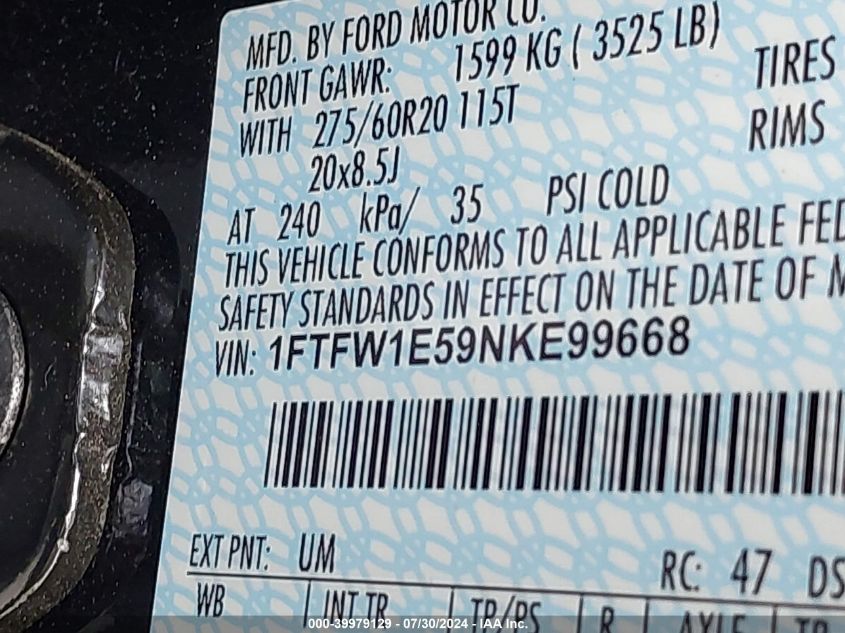 MFD. BY FORD MOTOR CO.
FRONT GAWR: 1599 KG ( 3525 LB)
WITH 275/60R20 115T TIRES
20x8.5J RIMS
AT 240 kPa/ 35 PSI COLD
THIS VEHICLE CONFORMS TO ALL APPLICABLE FED
SAFETY STANDARDS IN EFFECT ON THE DATE OF M
VIN: 1FTFW1E59NKE99668
EXT PNT: UM RC: 47 DS
WB INT TR TP/PS R AXLE TR
000-39979129 - 07/30/2024 - IAA Inc.